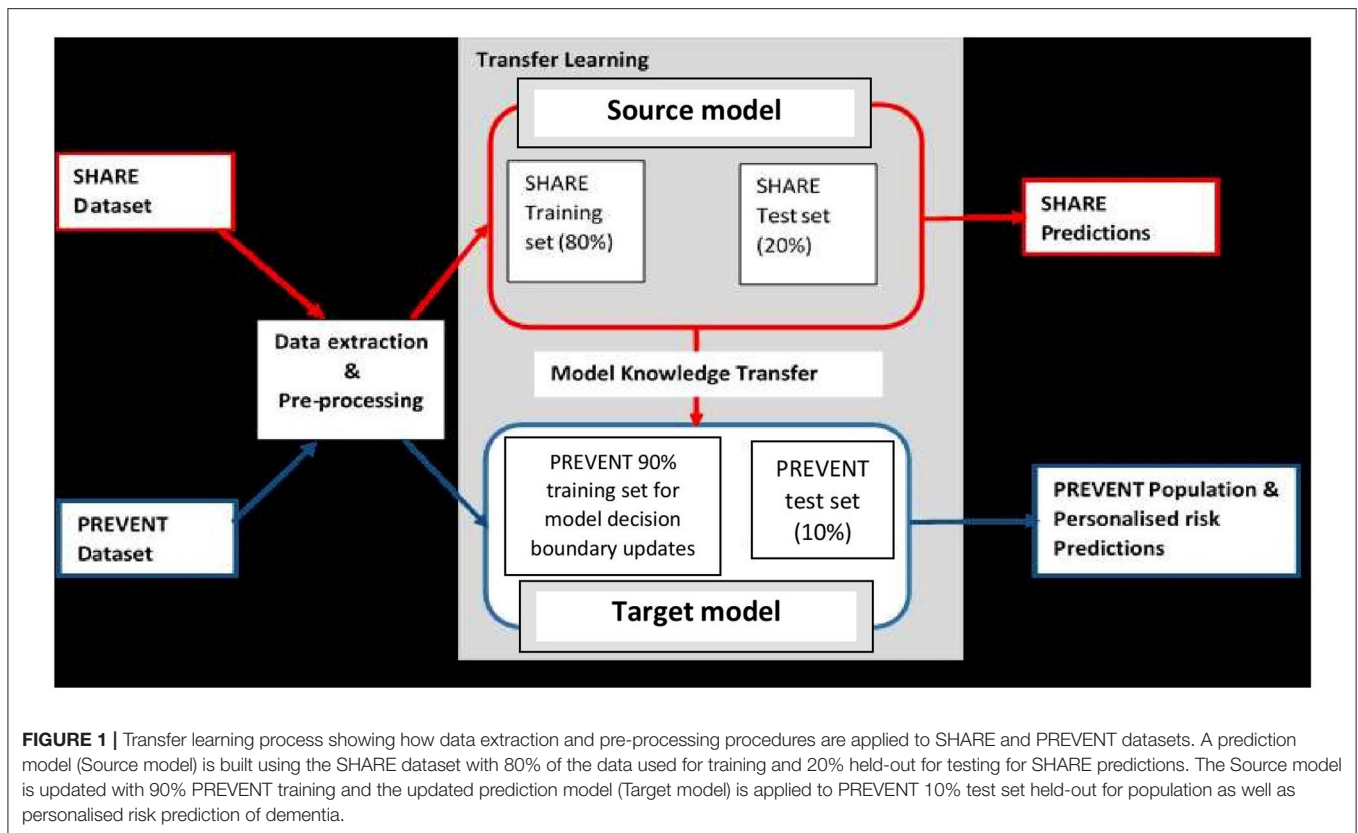 Transfer Learning
Source model
SHARE
Dataset
SHARE
Training
set (80%)
SHARE
Test set
(20%)
SHARE
Predictions
Data extraction
&
Pre-processing
Model Knowledge Transfer
PREVENT
Dataset
PREVENT 90%
training set for
model decision
boundary updates
PREVENT
test set
(10%)
PREVENT Population &
Personalised risk
Predictions
Target model
FIGURE 1 | Transfer learning process showing how data extraction and pre-processing procedures are applied to SHARE and PREVENT datasets. A prediction
model (Source model) is built using the SHARE dataset with 80% of the data used for training and 20% held-out for testing for SHARE predictions. The Source model
is updated with 90% PREVENT training and the updated prediction model (Target model) is applied to PREVENT 10% test set held-out for population as well as
personalised risk prediction of dementia.